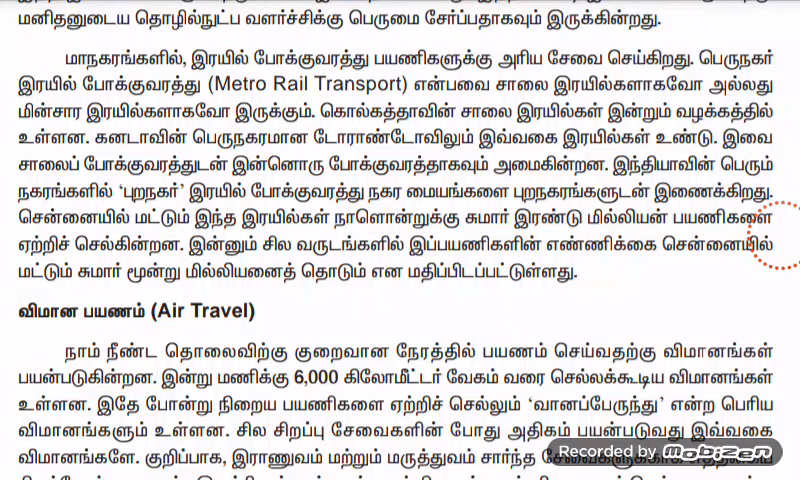 மனிதனுடைய தொழில்நுட்ப வளர்ச்சிக்கு பெருமை சேர்ப்பதாகவும் இருக்கின்றது.
மாநகரங்களில், இரயில் போக்குவரத்து பயணிகளுக்கு அரிய சேவை செய்கிறது. பெருநகர்
இரயில் போக்குவரத்து (Metro Rail Transport) என்பவை சாலை இரயில்களாகவோ அல்லது
மின்சார இரயில்களாகவோ இருக்கும். கொல்கத்தாவின் சாலை இரயில்கள் இன்றும் வழக்கத்தில்
உள்ளன. கனடாவின் பெருநகரமான டோராண்டோவிலும் இவ்வகை இரயில்கள் உண்டு. இவை
சாலைப் போக்குவரத்துடன் இன்னொரு போக்குவரத்தாகவும் அமைகின்றன. இந்தியாவின் பெரும்
நகரங்களில் ‘புறநகர்’ இரயில் போக்குவரத்து நகர மையங்களை புறநகரங்களுடன் இணைக்கிறது.
சென்னையில் மட்டும் இந்த இரயில்கள் நாளொன்றுக்கு சுமார் இரண்டு மில்லியன் பயணிகளை
ஏற்றிச் செல்கின்றன. இன்னும் சில வருடங்களில் இப்பயணிகளின் எண்ணிக்கை சென்னையில்
மட்டும் சுமார் மூன்று மில்லியனைத் தொடும் என மதிப்பிடப்பட்டுள்ளது.
விமான பயணம் (Air Travel)
நாம் நீண்ட தொலைவிற்கு குறைவான நேரத்தில் பயணம் செய்வதற்கு விமானங்கள்
பயன்படுகின்றன. இன்று மணிக்கு 6,000 கிலோமீட்டர் வேகம் வரை செல்லக்கூடிய விமானங்கள்
உள்ளன. இதே போன்று நிறைய பயணிகளை ஏற்றிச் செல்லும் ‘வானப்பேருந்து’ என்ற பெரிய
விமானங்களும் உள்ளன. சில சிறப்பு சேவைகளின் போது அதிகம் பயன்படுவது இவ்வகை
விமானங்களே. குறிப்பாக, இராணுவம் மற்றும் மருத்துவம் சார்ந்த
Recorded by Mobizen